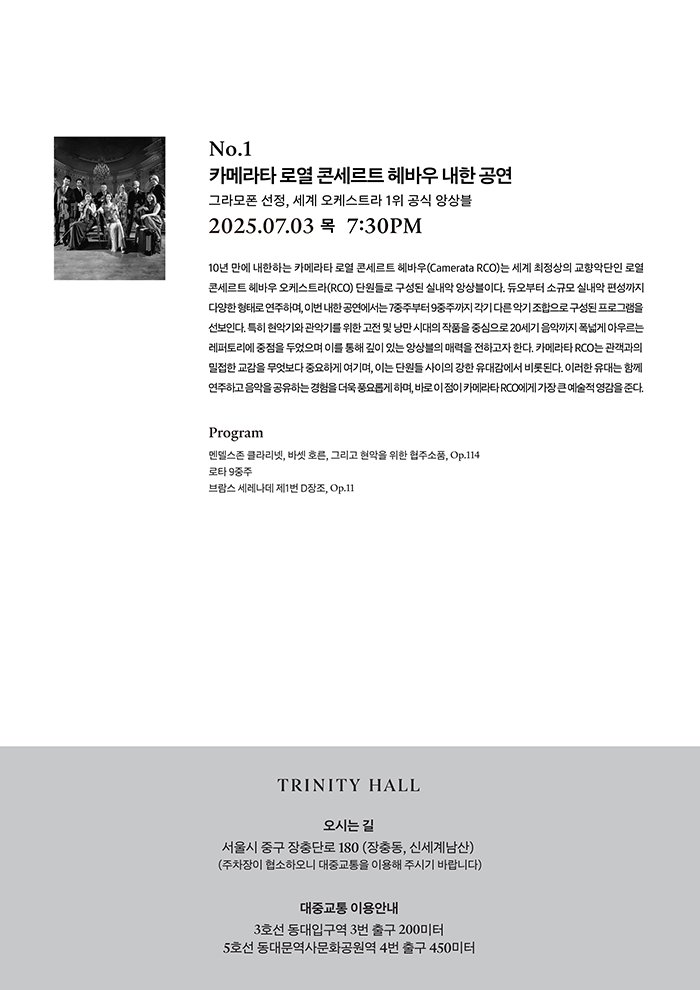 No.1
카메라타 로열 콘세르트 헤바우 내한 공연
그라모폰 선정, 세계 오케스트라 1위 공식 앙상블
2025.07.03 목 7:30PM
10년 만에 내한하는 카메라타 로열 콘세르트 헤바우(Camerata RCO)는 세계 최정상의 교향악단인 로열
콘세르트 헤바우 오케스트라(RCO) 단원들로 구성된 실내악 앙상블이다. 듀오부터 소규모 실내악 편성까지
다양한 형태로 연주하며, 이번 내한 공연에서는 7중주부터 9중주까지 각기 다른 악기 조합으로 구성된 프로그램을
선보인다. 특히 현악기와 관악기를 위한 고전 및 낭만 시대의 작품을 중심으로 20세기 음악까지 폭넓게 아우르는
레퍼토리에 중점을 두었으며 이를 통해 깊이 있는 앙상블의 매력을 전하고자 한다. 카메라타 RCO는 관객과의
밀접한 교감을 무엇보다 중요하게 여기며, 이는 단원들 사이의 강한 유대감에서 비롯된다. 이러한 유대는 함께
연주하고 음악을 공유하는 경험을 더욱 풍요롭게 하며, 바로 이 점이 카메라타 RCO에게 가장 큰 예술적 영감을 준다.
Program
멘델스존 클라리넷, 바셋 호른, 그리고 현악을 위한 협주소품, Op.114
로타 9중주
브람스 세레나데 제1번 D장조, Op.11
TRINITY HALL
오시는 길
서울시 중구 장충단로 180 (장충동, 신세계남산)
(주차장이 협소하오니 대중교통을 이용해 주시기 바랍니다)
대중교통 이용안내
3호선 동대입구역 3번 출구 200미터
5호선 동대문역사문화공원역 4번 출구 450미터